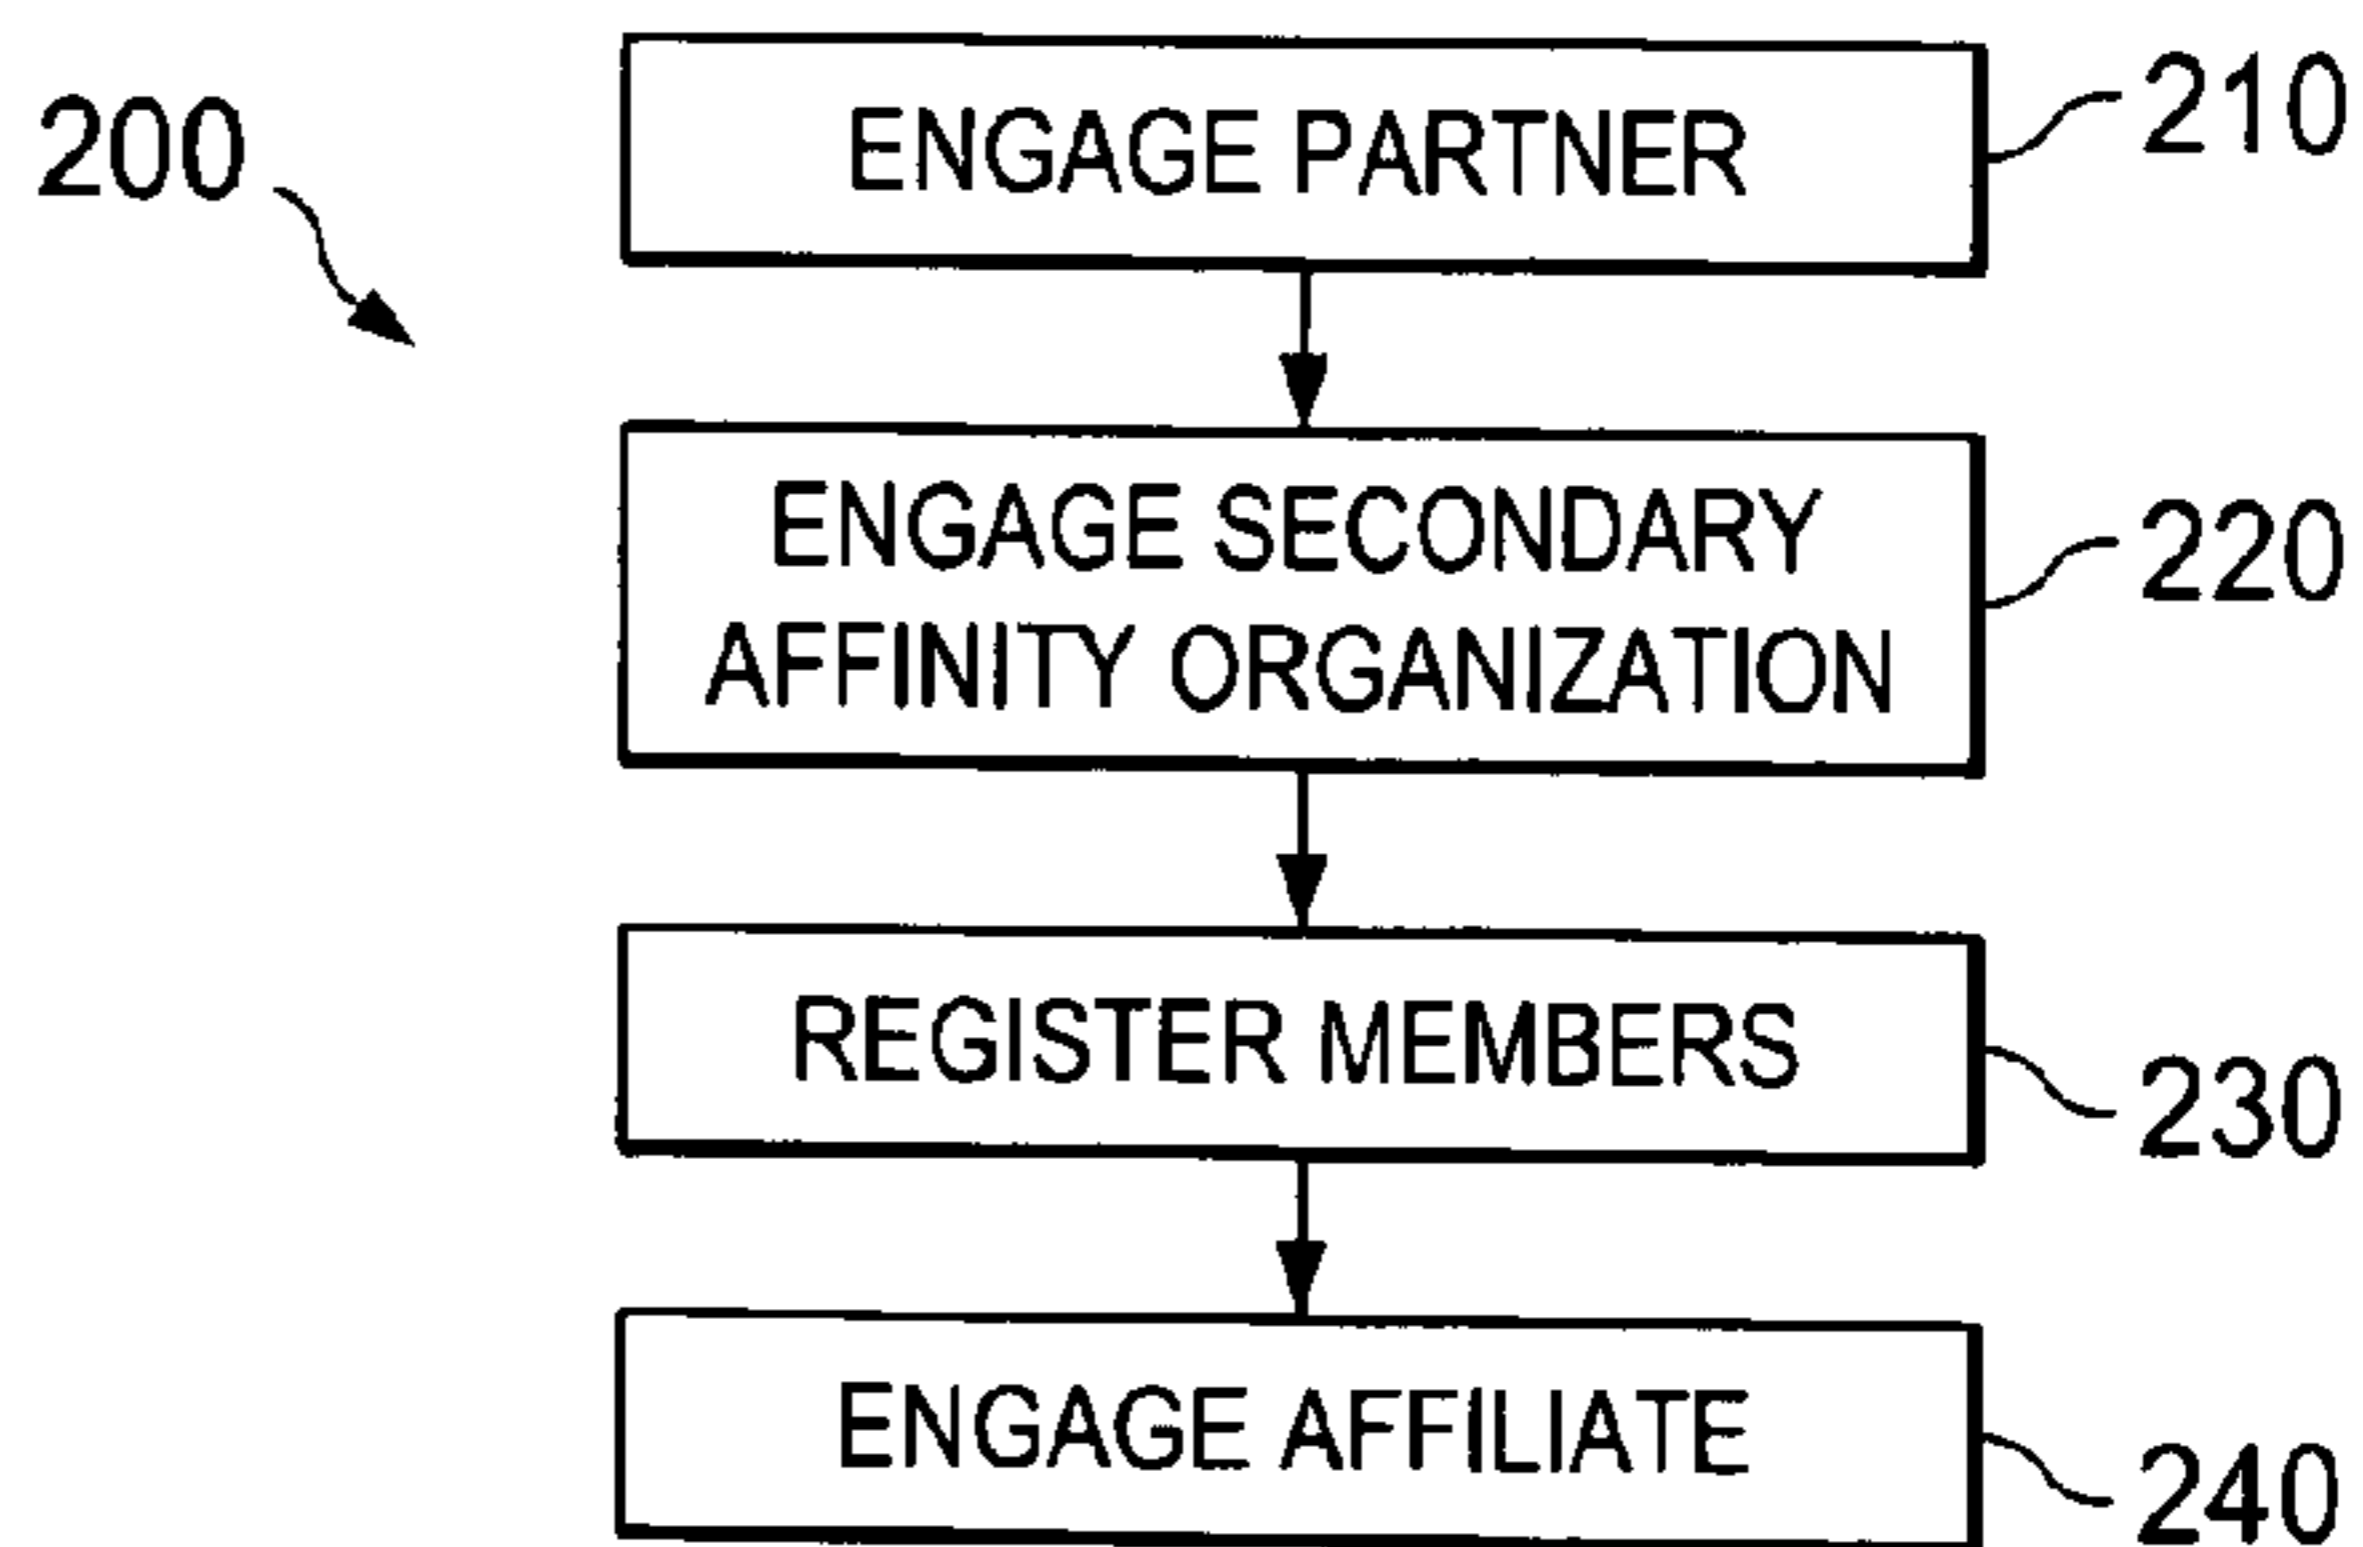 200
ENGAGE PARTNER
210
ENGAGE SECONDARY
AFFINITY ORGANIZATION
220
REGISTER MEMBERS
230
ENGAGE AFFILIATE
240